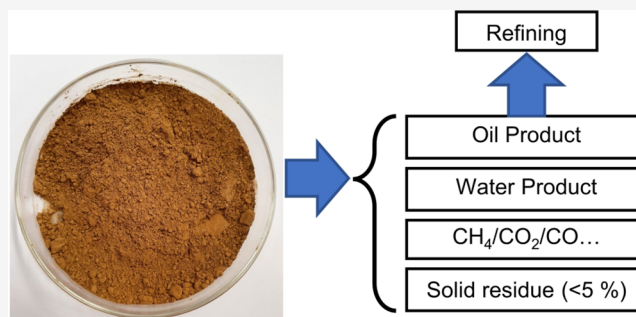 Refining
Oil Product
Water Product
CH₄/CO₂/CO…
Solid residue (<5 %)